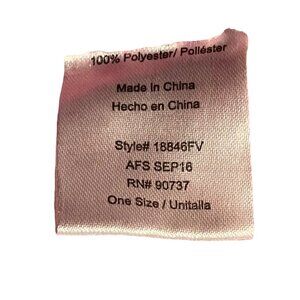 100% Polyester/ Poliéster
Made in China
Hecho en China
Style# 18846FV
AFS SEP16
RN# 90737
One Size / Unitalla